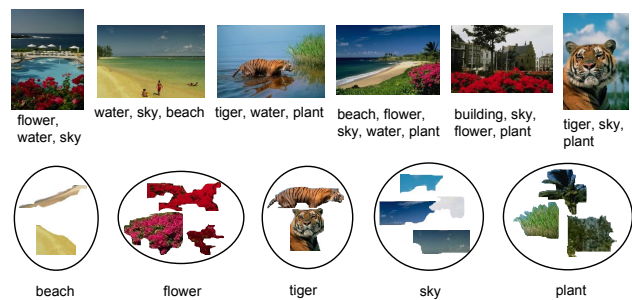 flower,
water, sky
water, sky, beach
tiger, water, plant
beach, flower,
sky, water, plant
building, sky,
flower, plant
tiger, sky,
plant
beach
flower
tiger
sky
plant